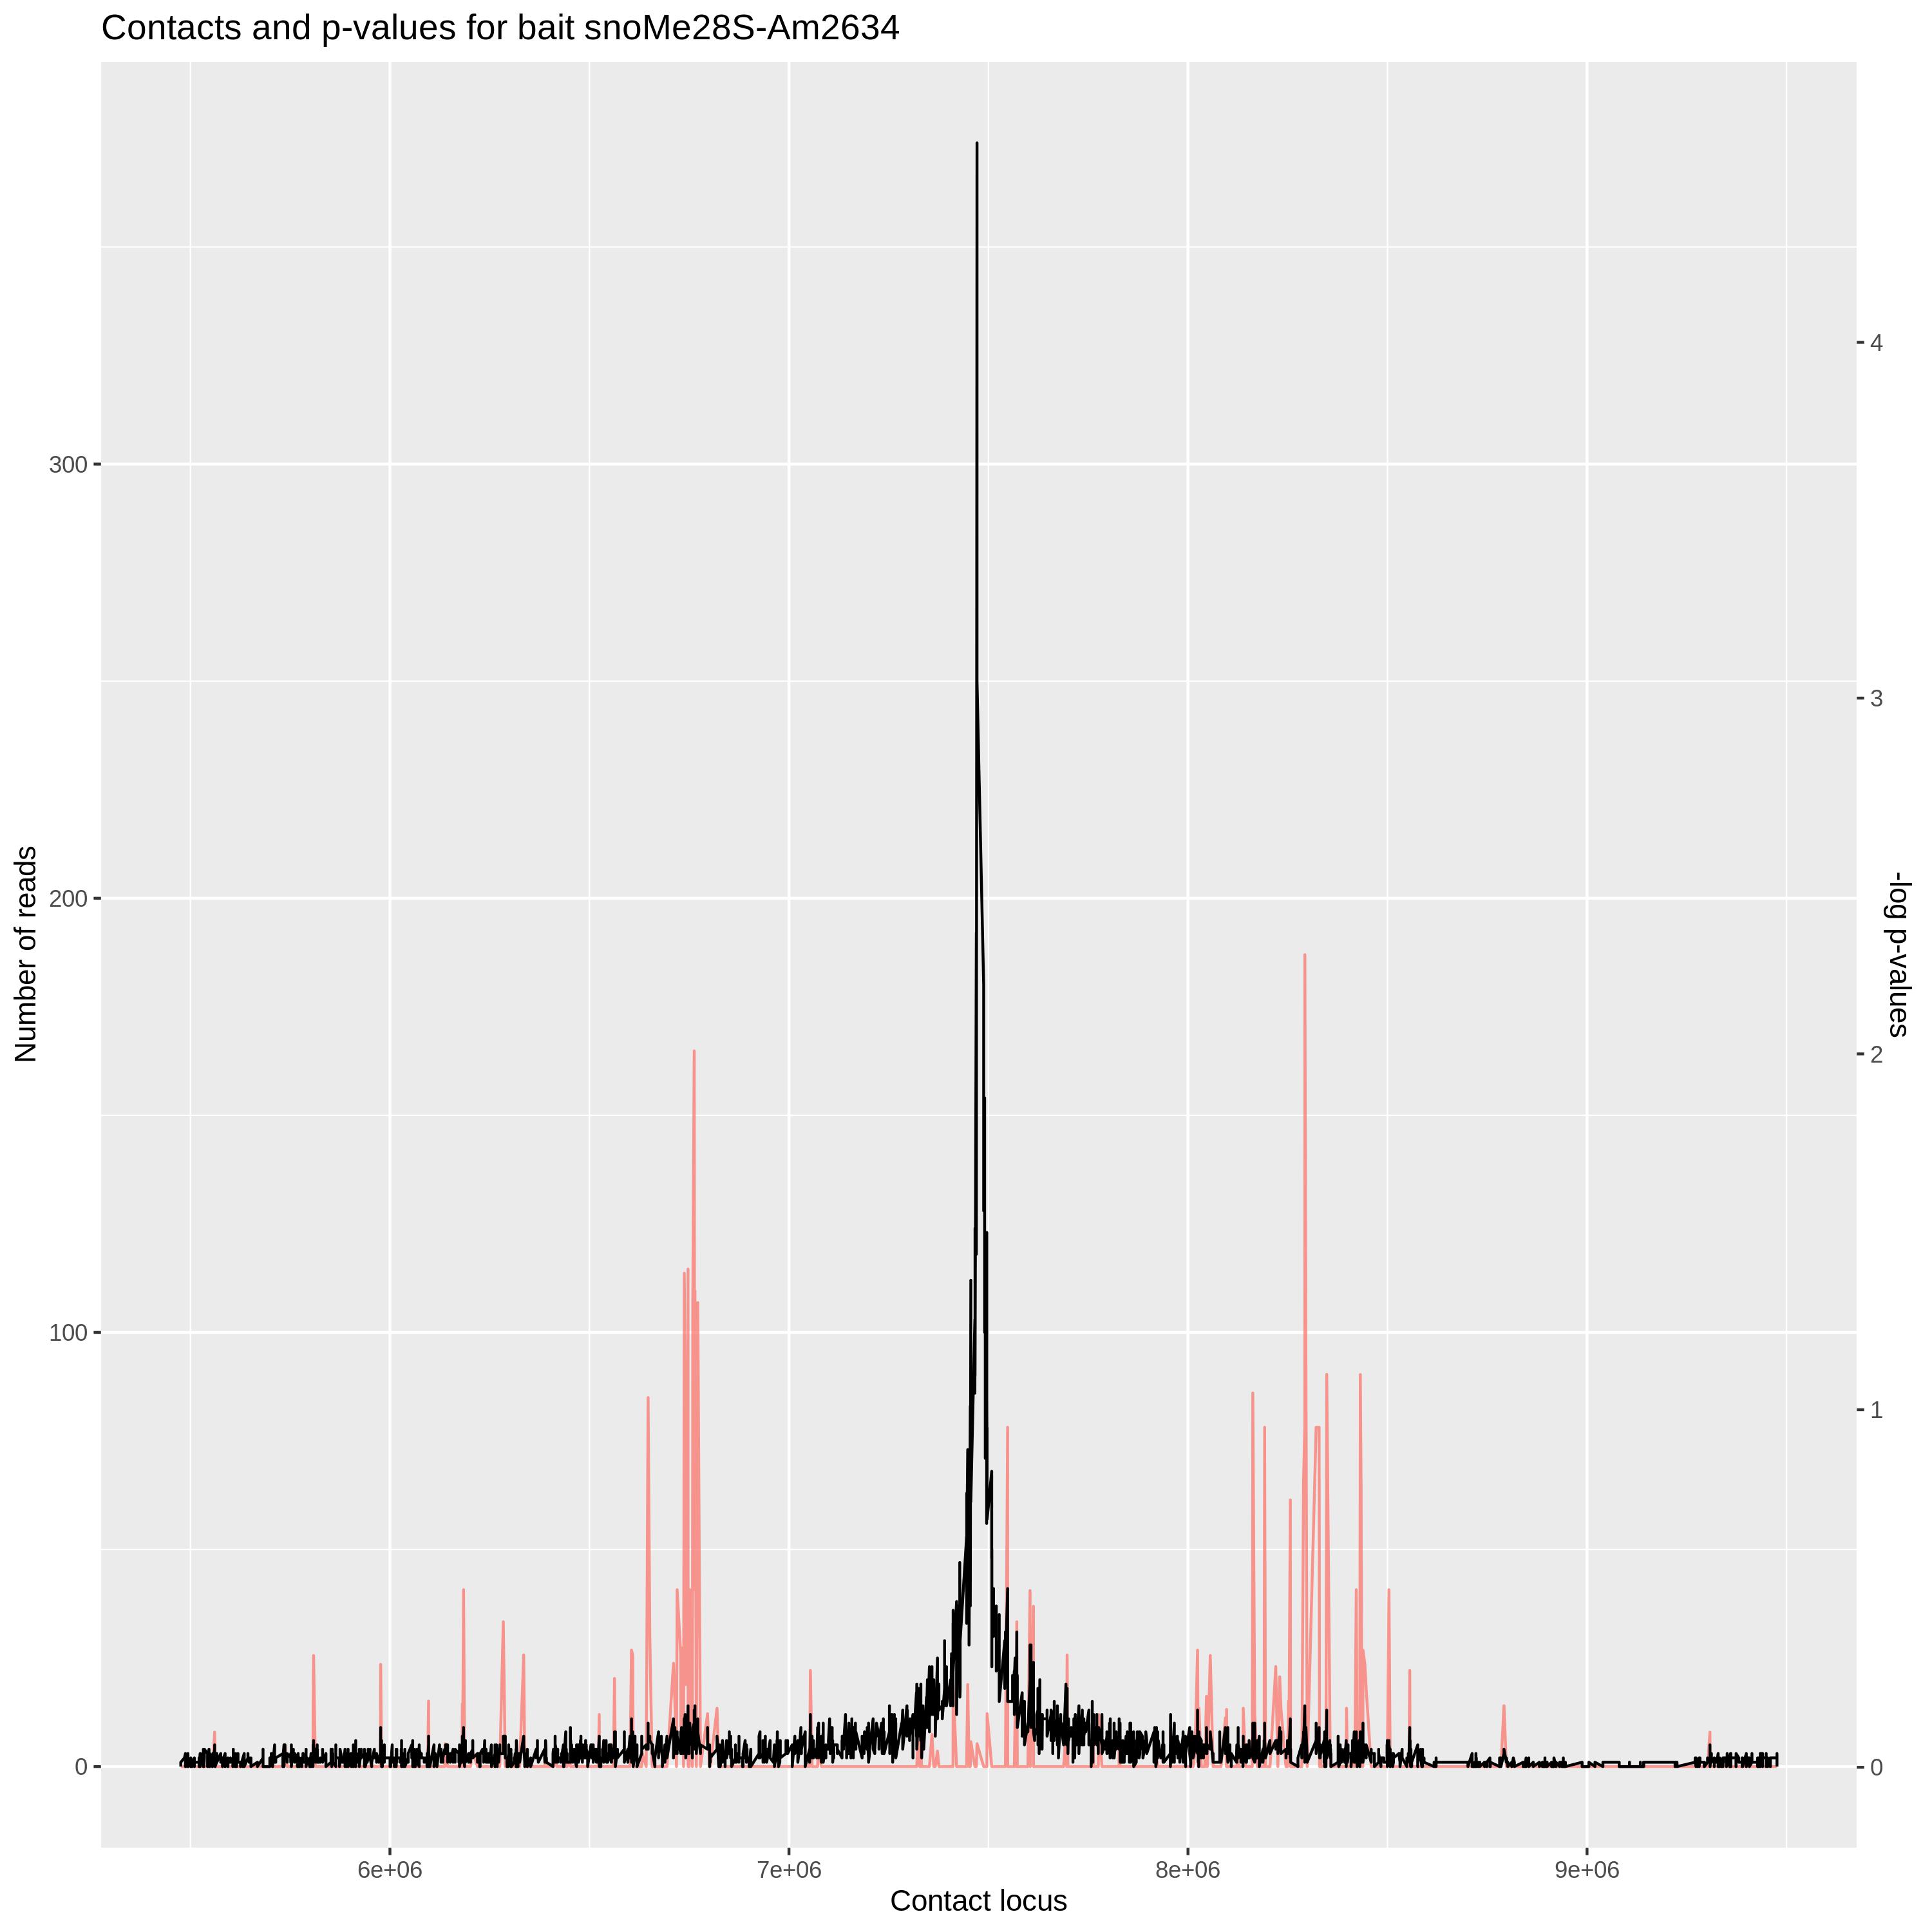 Contacts and p-values for bait snoMe28S-Am2634
Number of reads
300
200
100
0
4
3
2
1
0
-log p-values
6e+06 7e+06 8e+06 9e+06
Contact locus